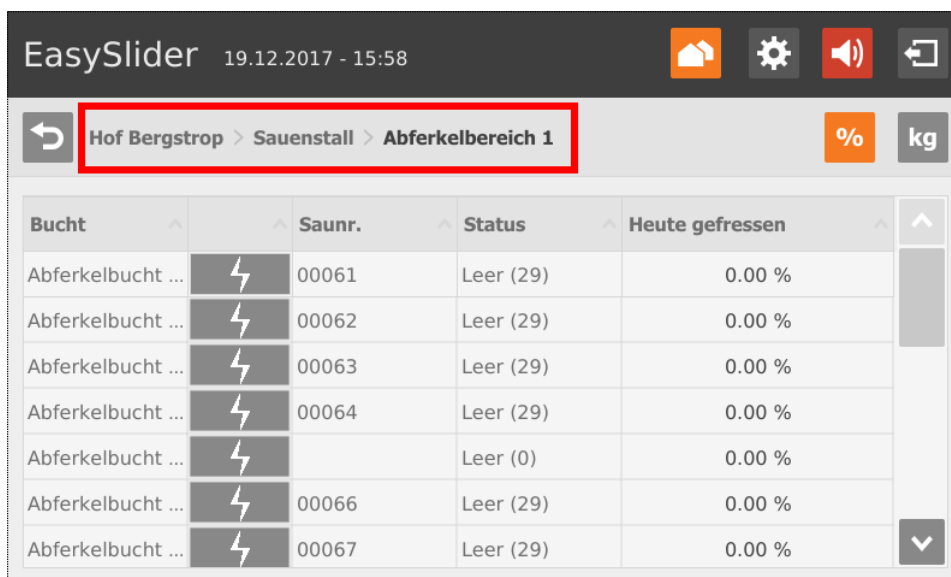 EasySlider 19.12.2017 - 15:58
Hof Bergstrop > Sauenstall > Abferkelbereich 1 % kg
Bucht Saunr. Status Heute gefressen
Abferkelbucht ... 00061 Leer (29) 0.00 %
Abferkelbucht ... 00062 Leer (29) 0.00 %
Abferkelbucht ... 00063 Leer (29) 0.00 %
Abferkelbucht ... 00064 Leer (29) 0.00 %
Abferkelbucht ... Leer (0) 0.00 %
Abferkelbucht ... 00066 Leer (29) 0.00 %
Abferkelbucht ... 00067 Leer (29) 0.00 %